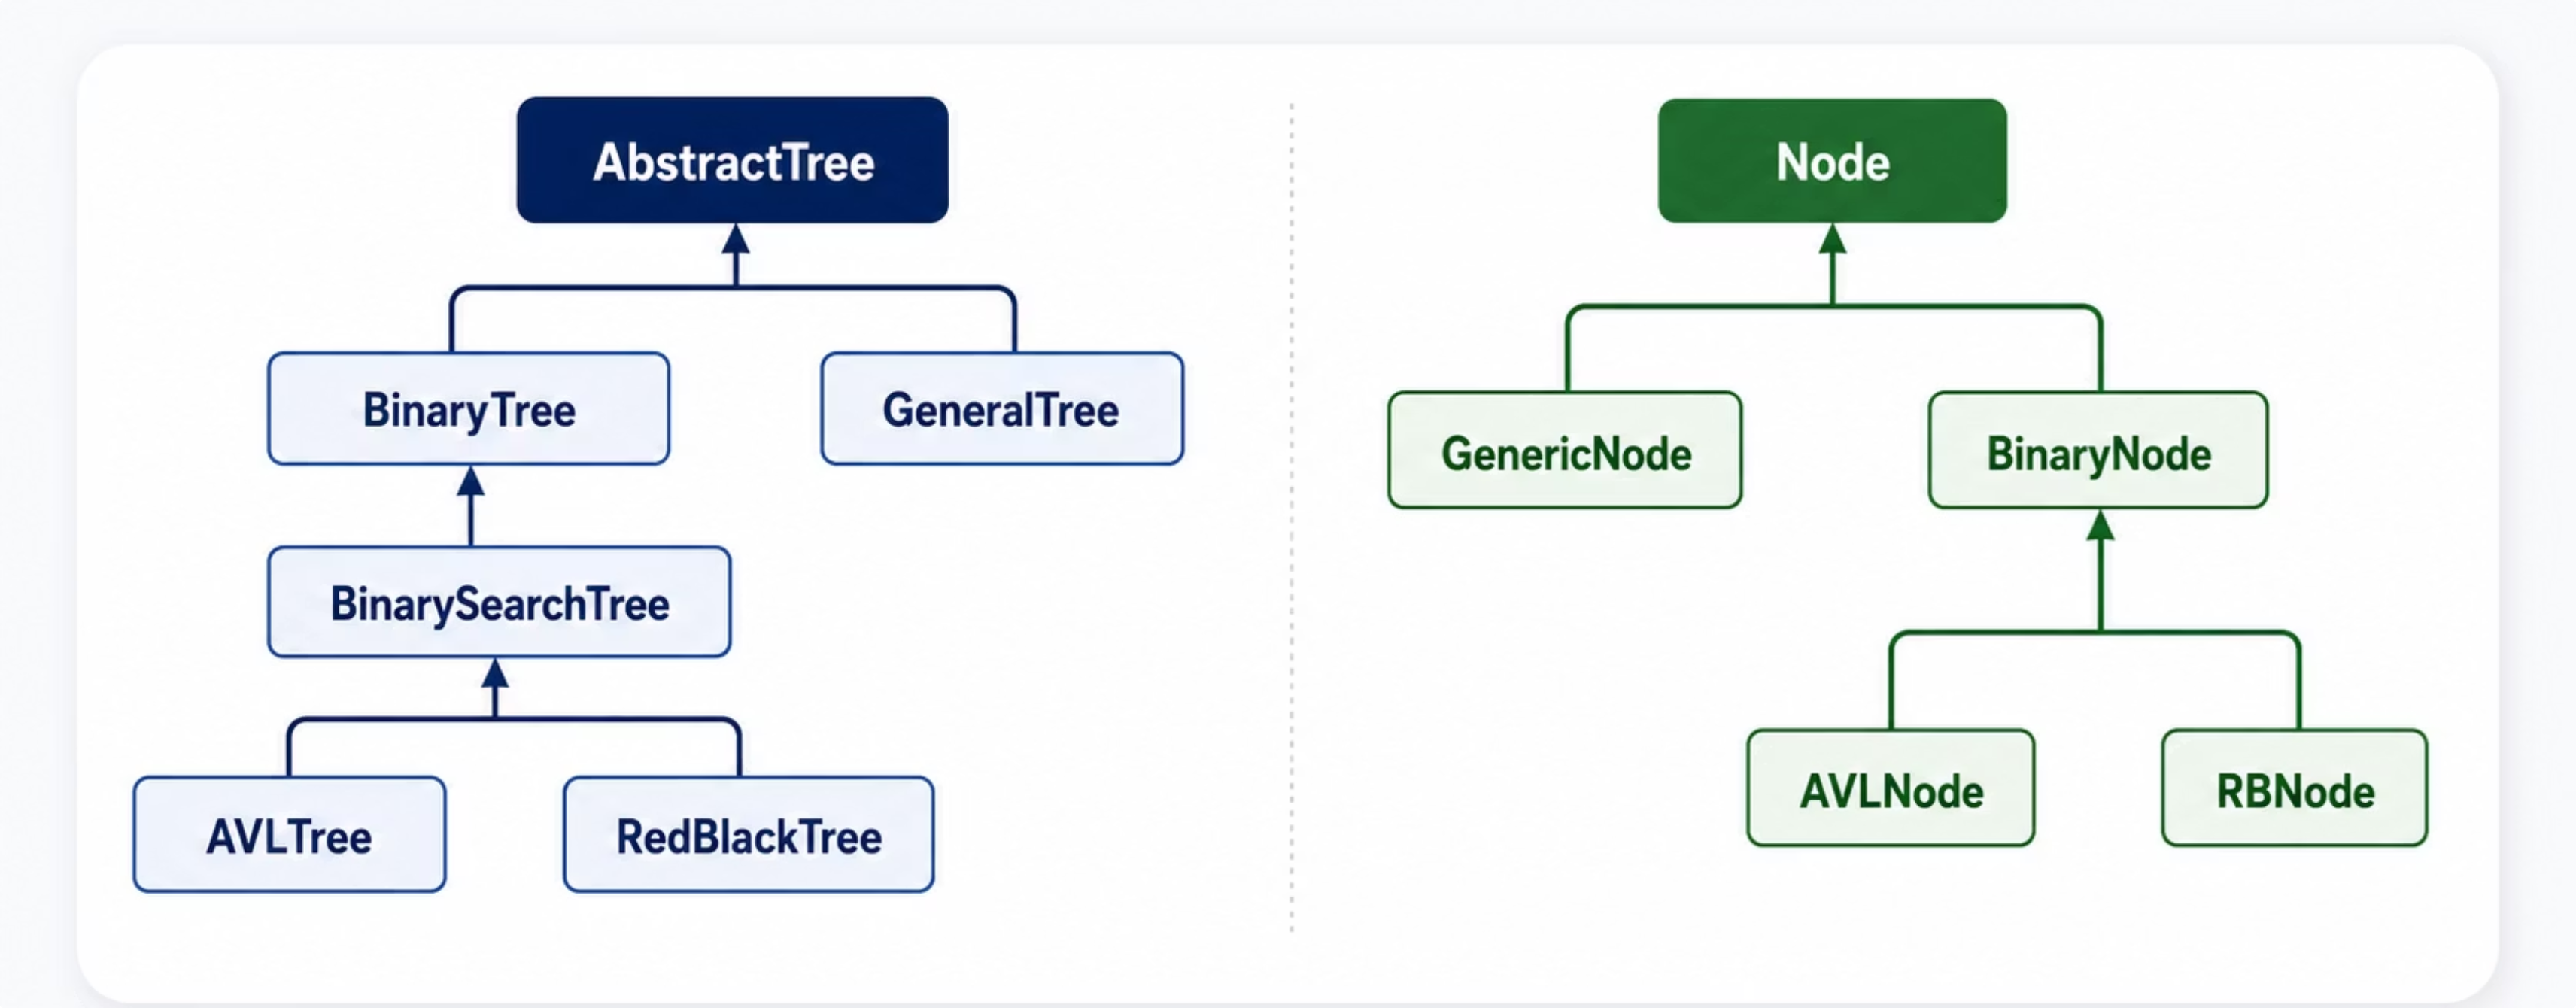 AbstractTree
BinaryTree
GeneralTree
BinarySearchTree
AVLTree
RedBlackTree
Node
GenericNode
BinaryNode
AVLNode
RBNode